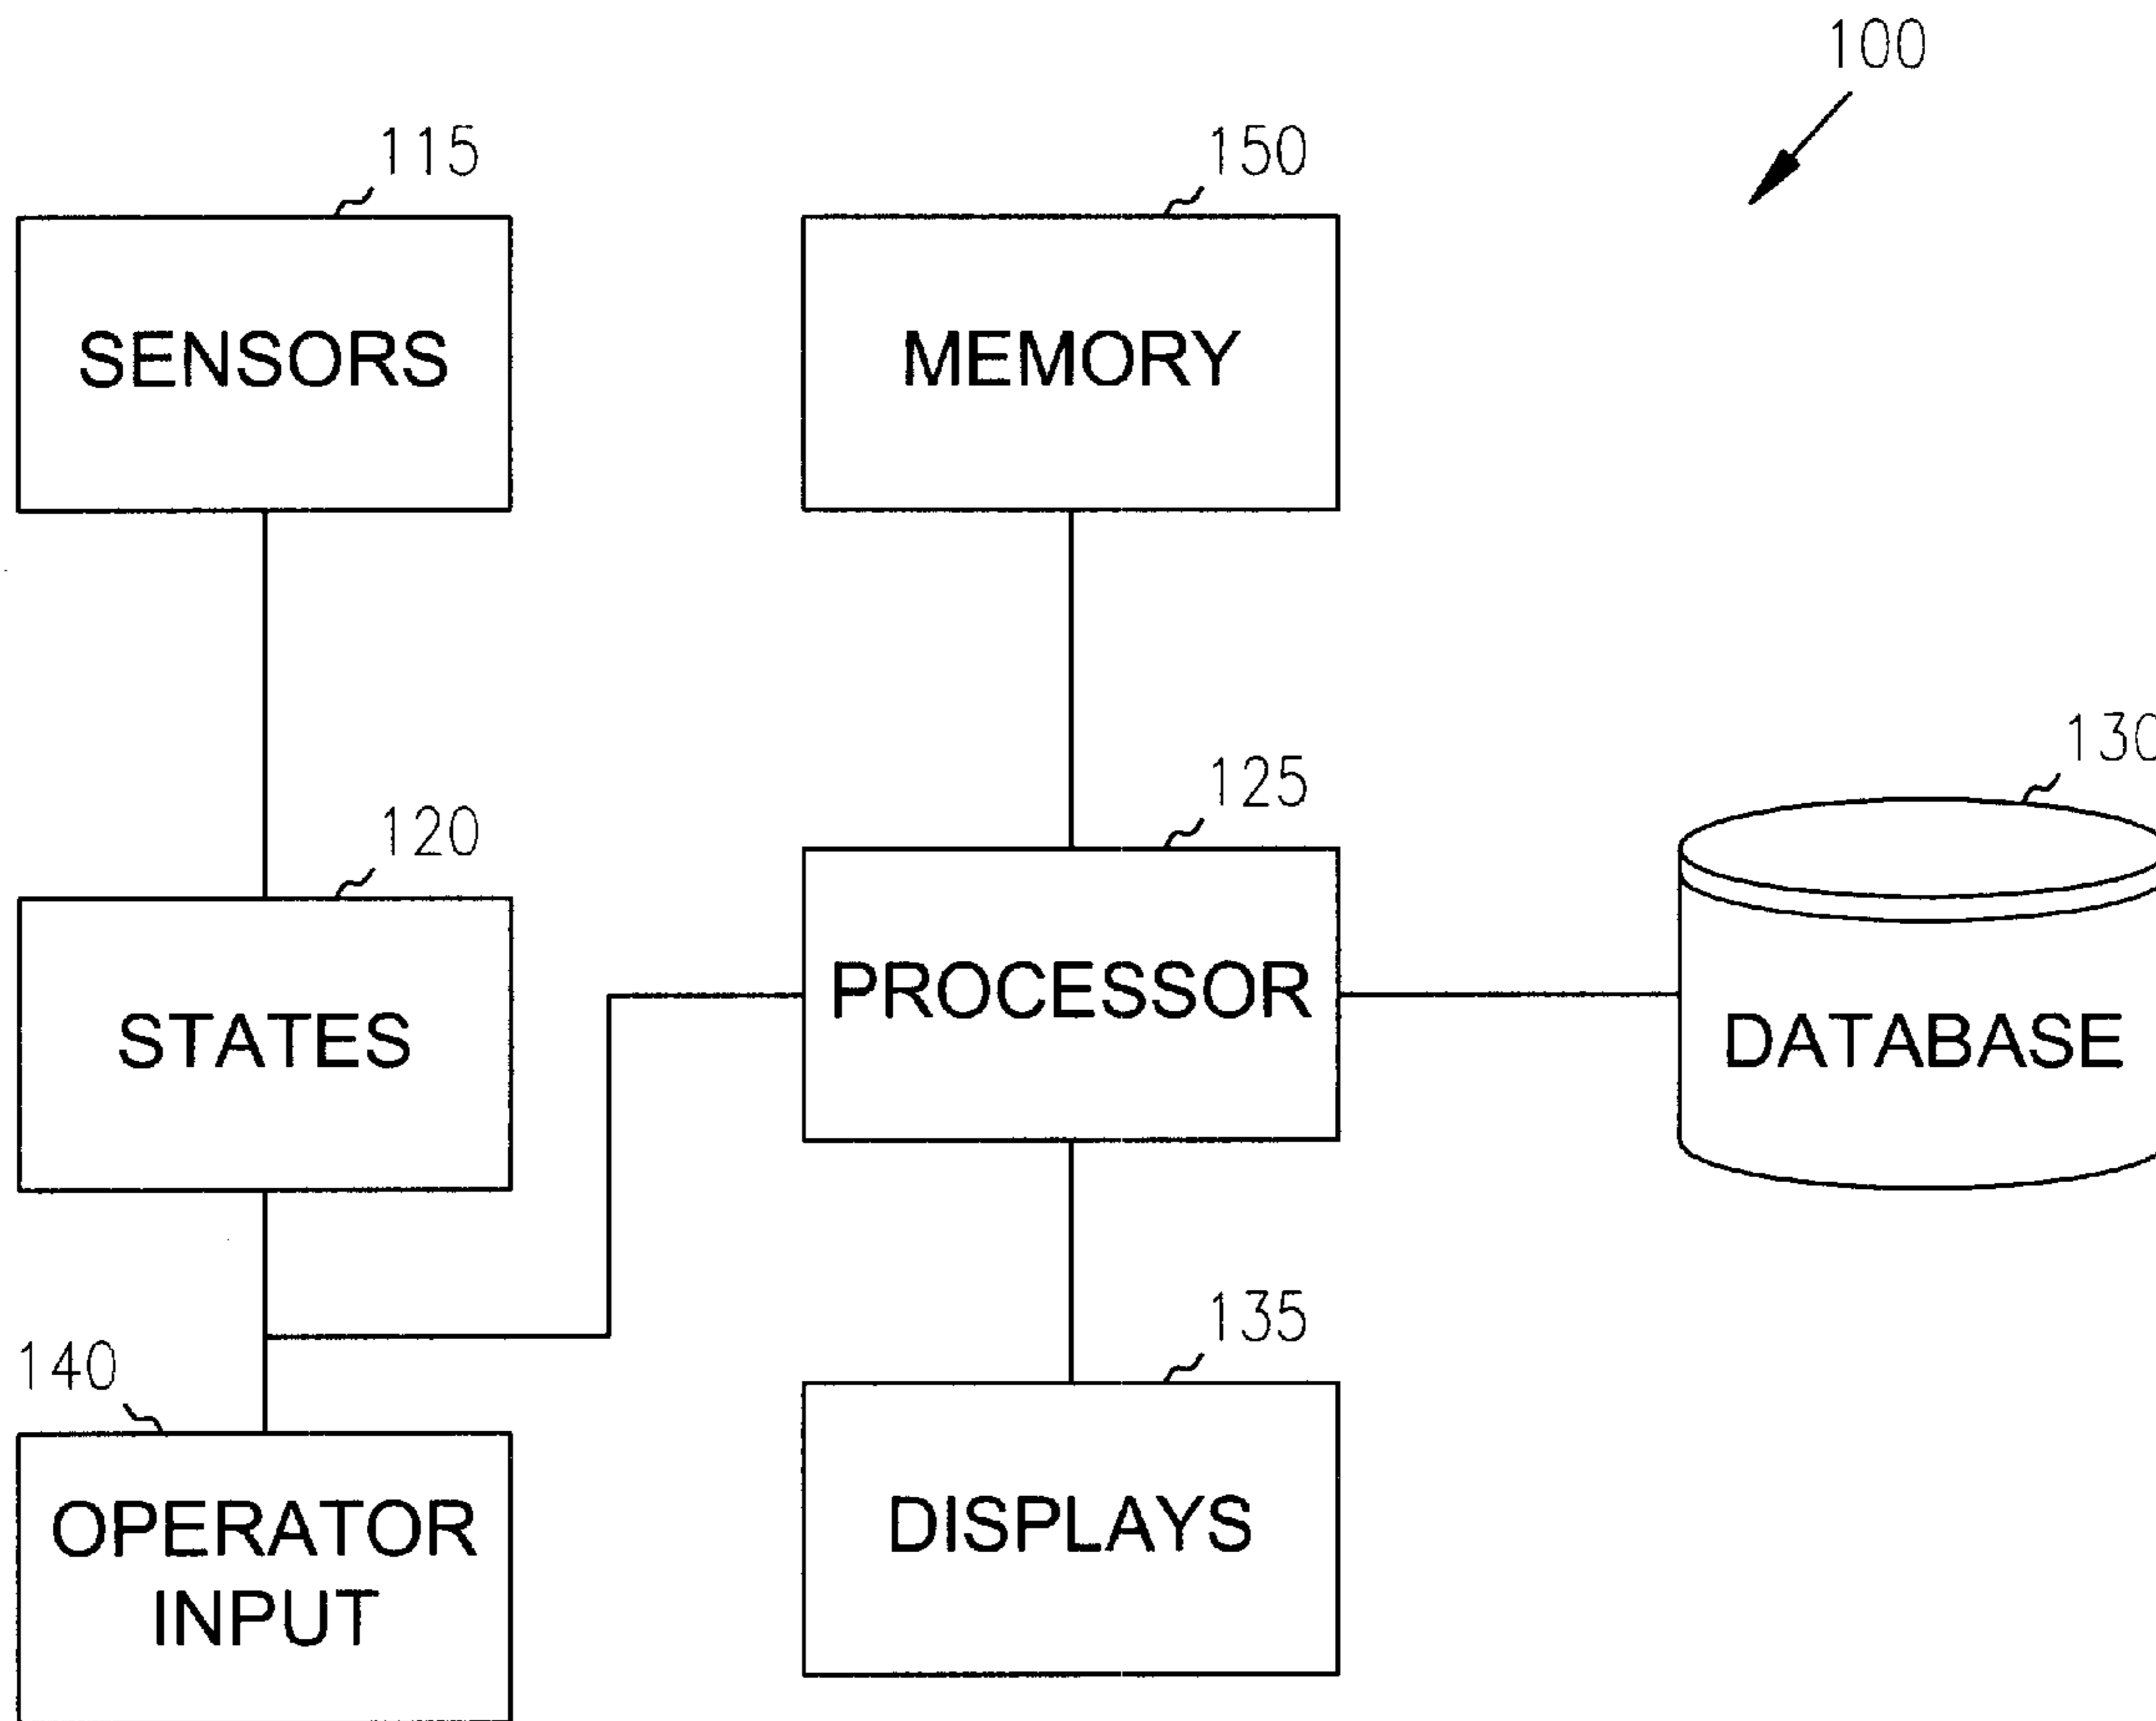 100
115
150
SENSORS
MEMORY
130
125
120
PROCESSOR
STATES
DATABASE
135
140
DISPLAYS
OPERATOR
INPUT